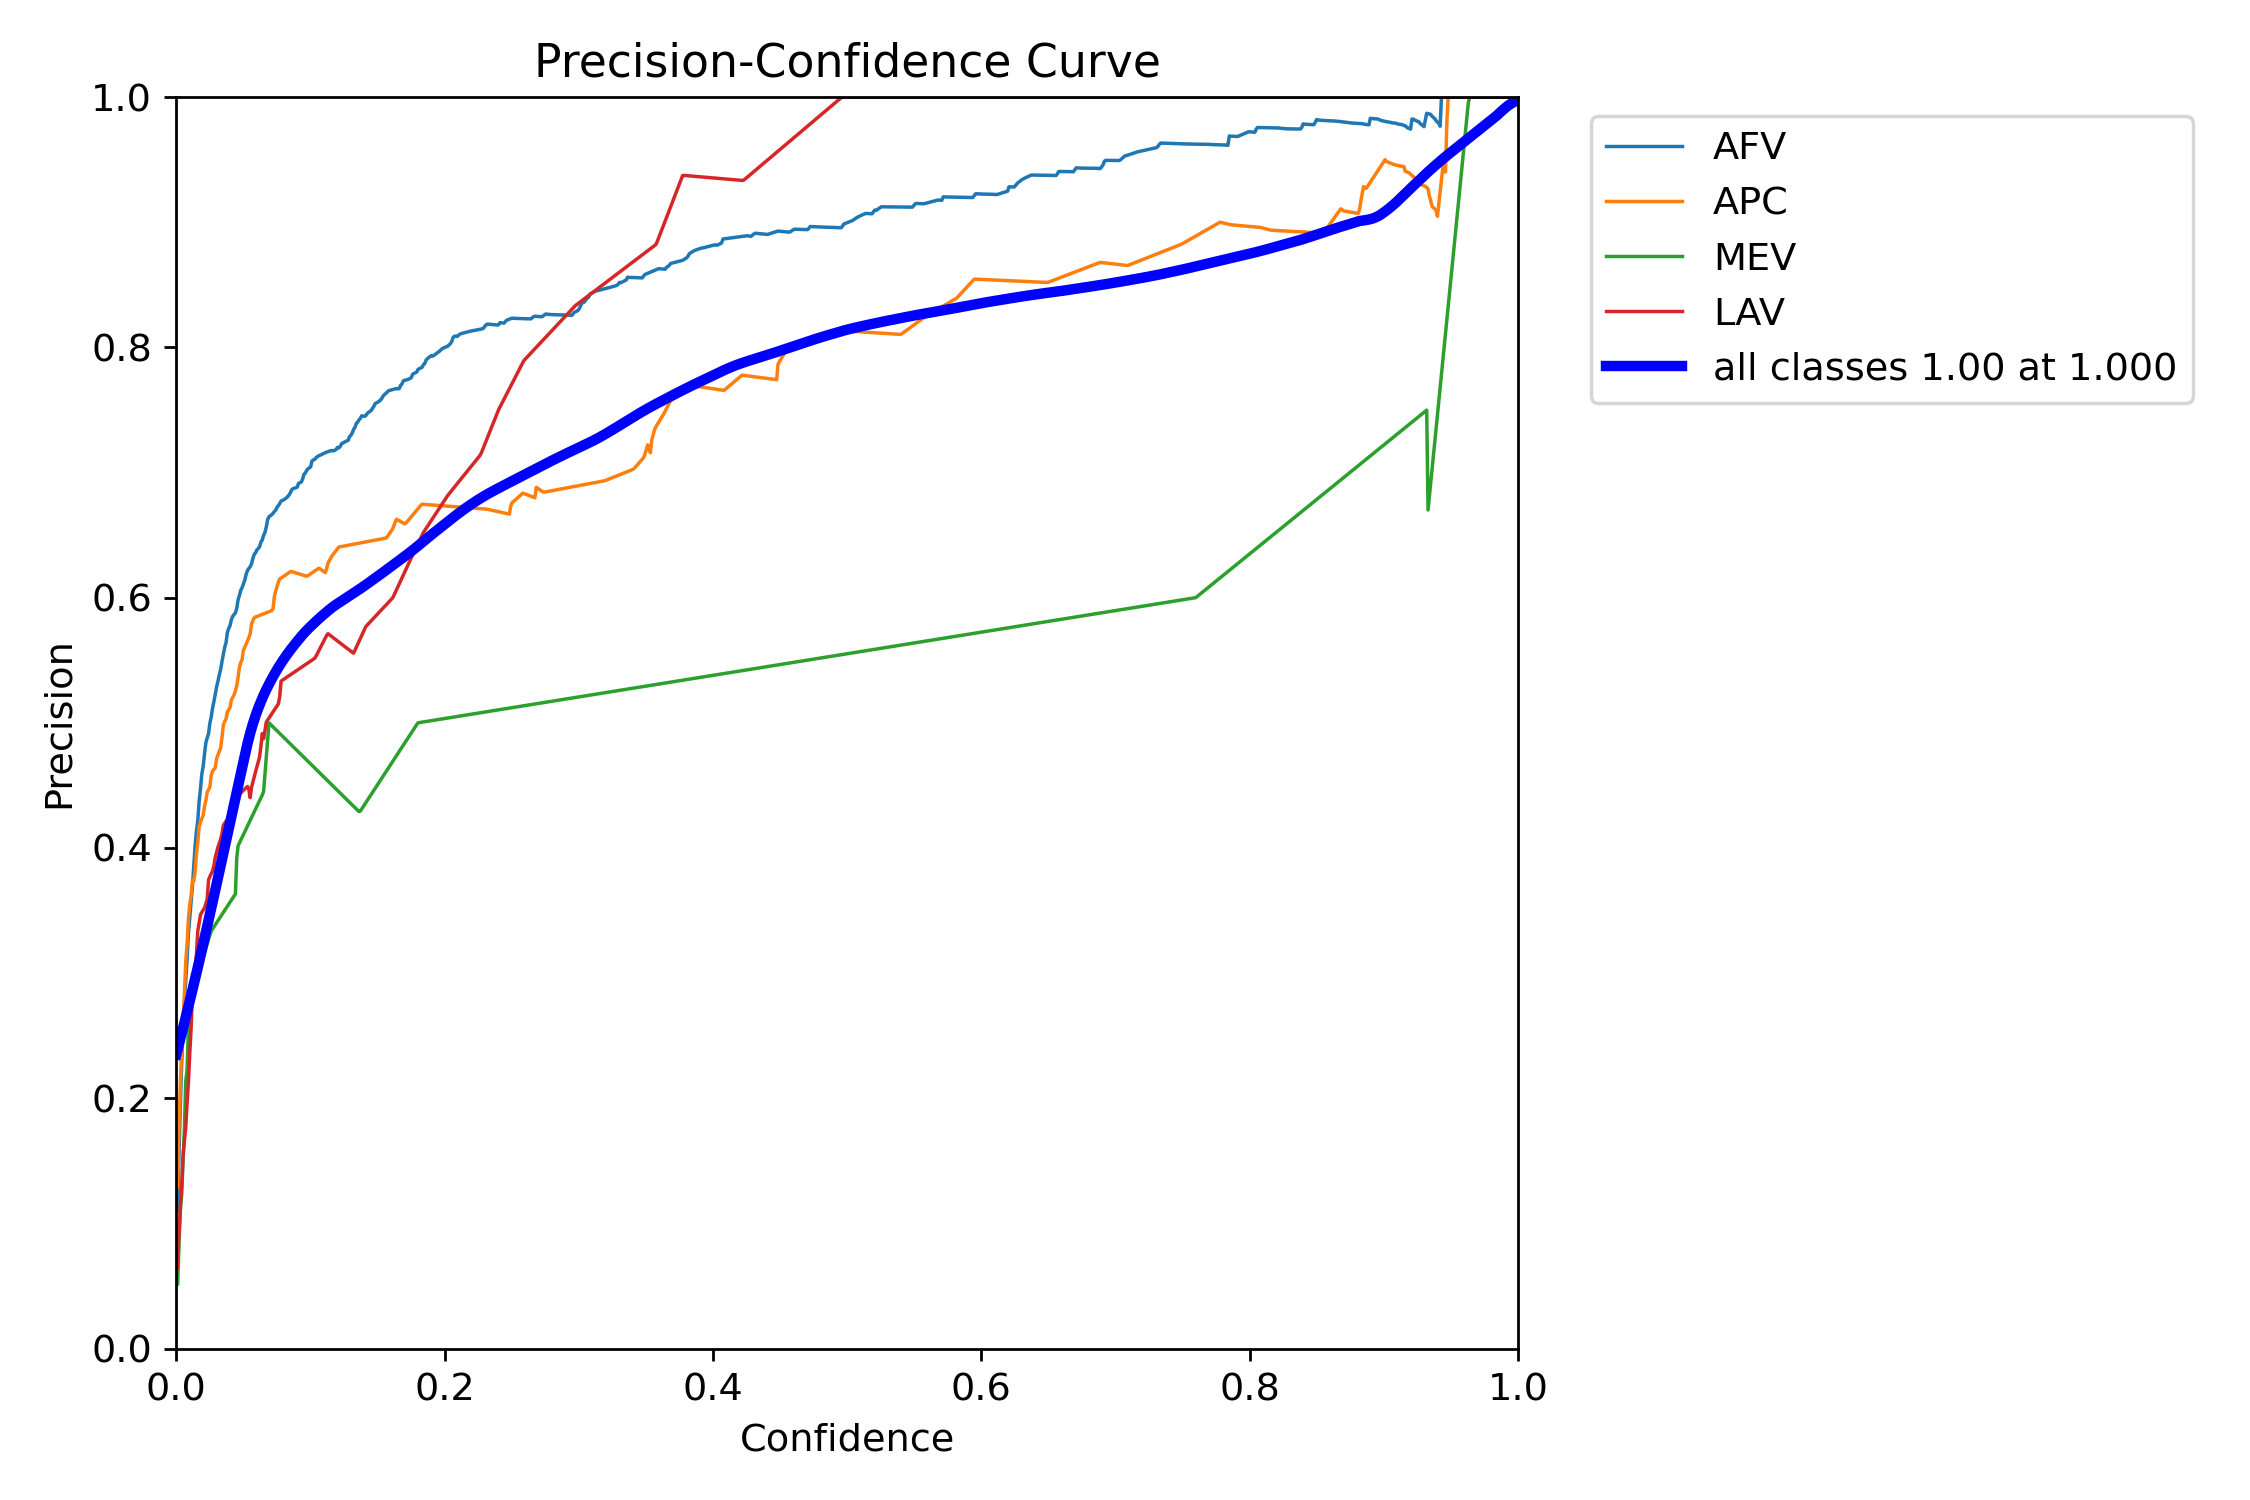 Precision-Confidence Curve
1.0
0.8
0.6
0.4
0.2
0.0
Precision
0.0 0.2 0.4 0.6 0.8 1.0
Confidence
AFV
APC
MEV
LAV
all classes 1.00 at 1.000